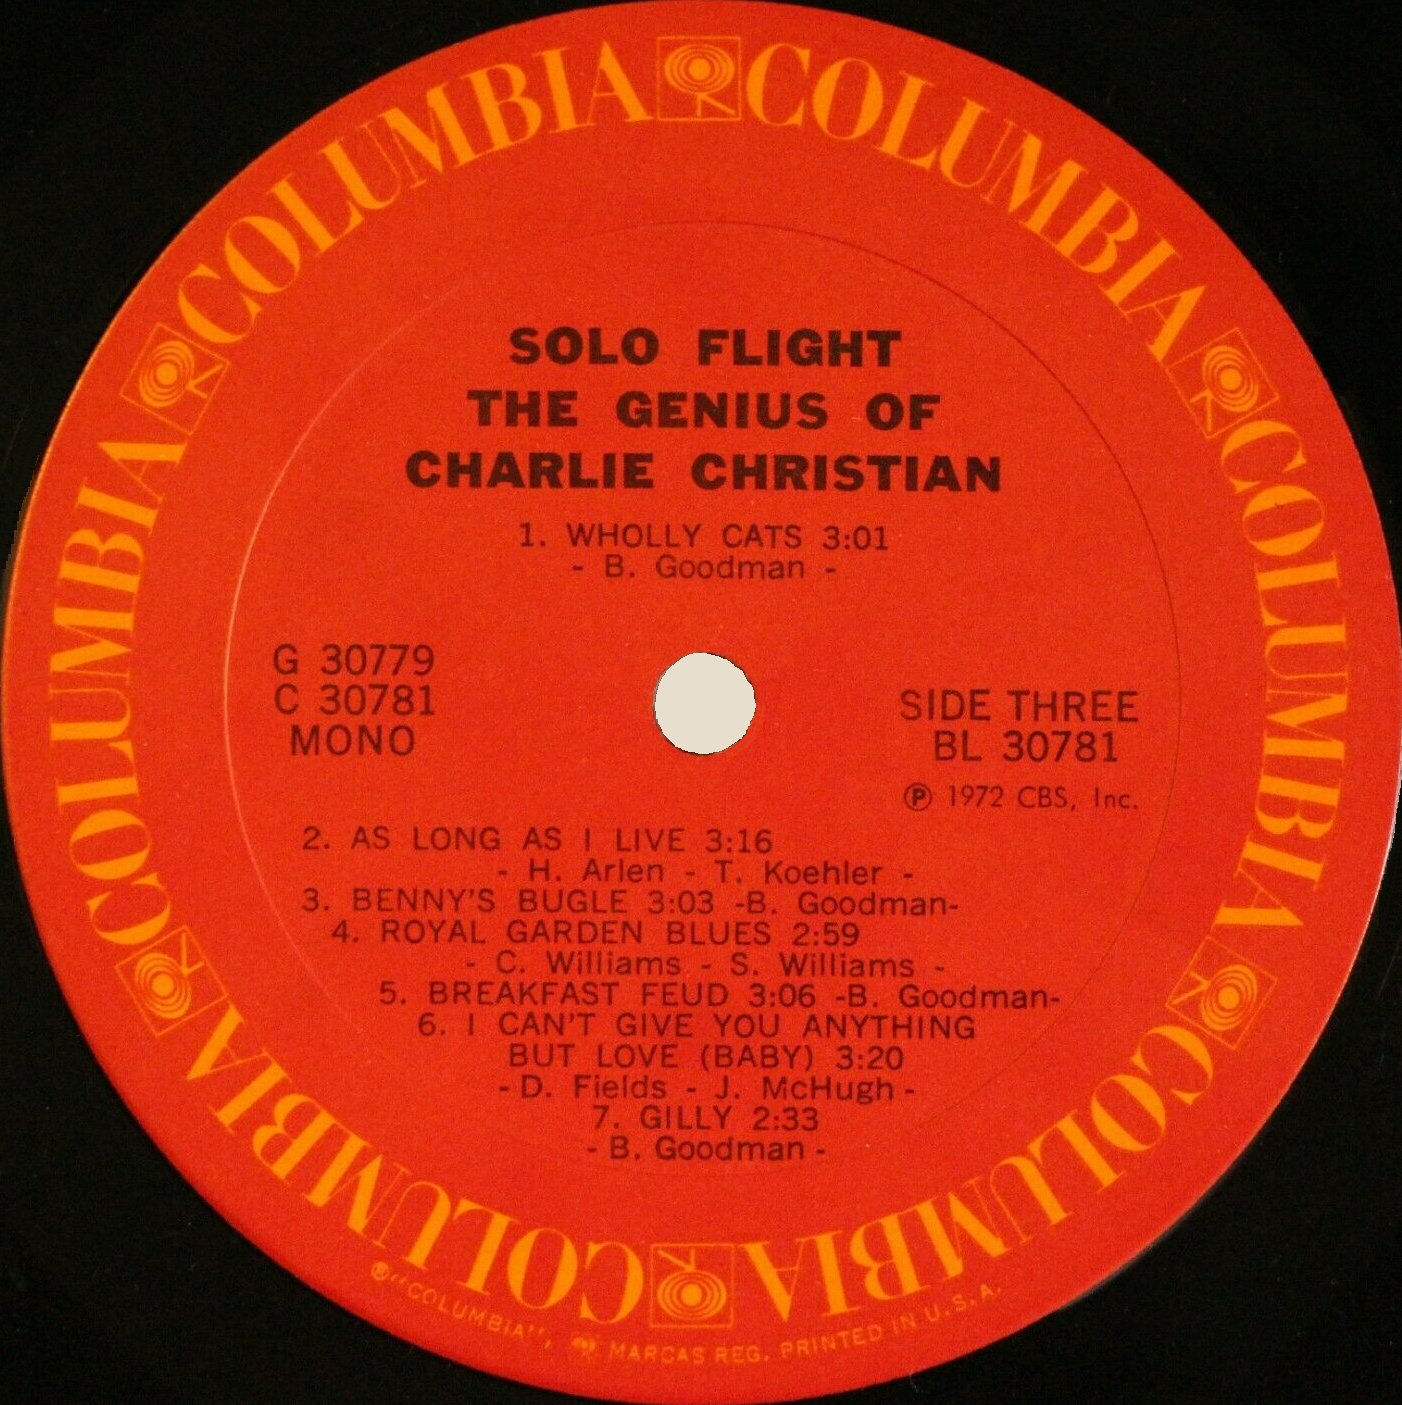 COLUMBIA COLUMBIA COLUMBIA COLUMBIA COLUMBIA COLUMBIA
SOLO FLIGHT
THE GENIUS OF
CHARLIE CHRISTIAN
1. WHOLLY CATS 3:01
- B. Goodman -
G 30779
C 30781
MONO
SIDE THREE
BL 30781
Ⓟ 1972 CBS, Inc.
2. AS LONG AS I LIVE 3:16
- H. Arlen - T. Koehler -
3. BENNY'S BUGLE 3:03 -B. Goodman-
4. ROYAL GARDEN BLUES 2:59
- C. Williams - S. Williams -
5. BREAKFAST FEUD 3:06 -B. Goodman-
6. I CAN'T GIVE YOU ANYTHING
BUT LOVE (BABY) 3:20
- D. Fields - J. McHugh -
7. GILLY 2:33
- B. Goodman -
®"COLUMBIA", MARCAS REG. PRINTED IN U.S.A.